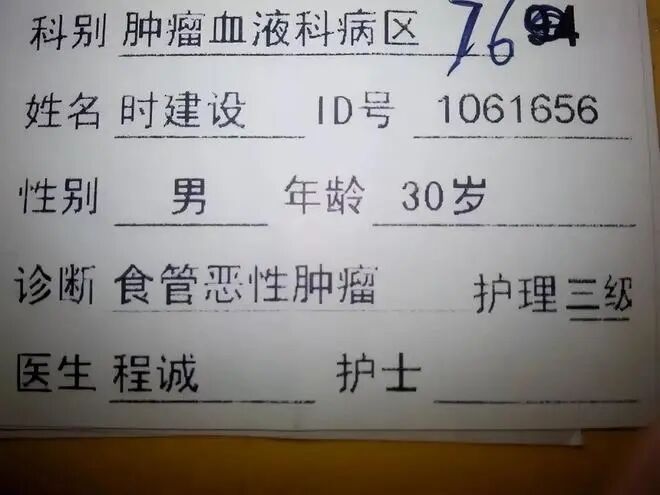 科别 肿瘤血液科病区 76
姓名 时建设 ID号 1061656
性别 男 年龄 30岁
诊断 食管恶性肿瘤 护理 三级
医生 程诚 护士